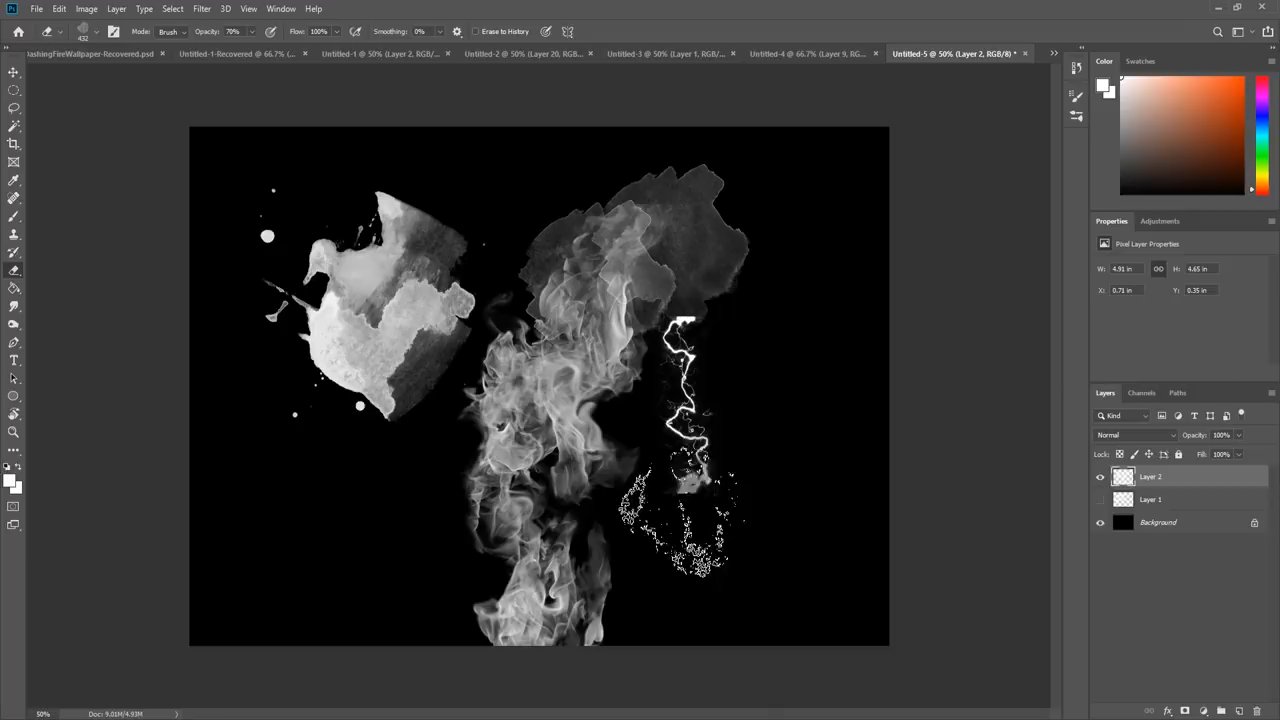 Ps File Edit Image Layer Type Select Filter 3D View Window Help
432 Mode: Brush Opacity: 70% Flow: 100% Smoothing: 0% Erase to History
DashingFireWallpaper-Recovered.psd × Untitled-1-Recovered @ 66.7% (... × Untitled-1 @ 50% (Layer 2, RGB/... × Untitled-2 @ 50% (Layer 20, RGB... × Untitled-3 @ 50% (Layer 1, RGB/... × Untitled-4 @ 66.7% (Layer 9, RG... × Untitled-5 @ 50% (Layer 2, RGB/8) * ×
Color Swatches
Properties Adjustments
Pixel Layer Properties
W: 4.91 in H: 4.65 in
X: 0.71 in Y: 0.35 in
Layers Channels Paths
Kind
Normal Opacity: 100%
Lock: Fill: 100%
Layer 2
Layer 1
Background
50% Doc: 9.01M/4.93M